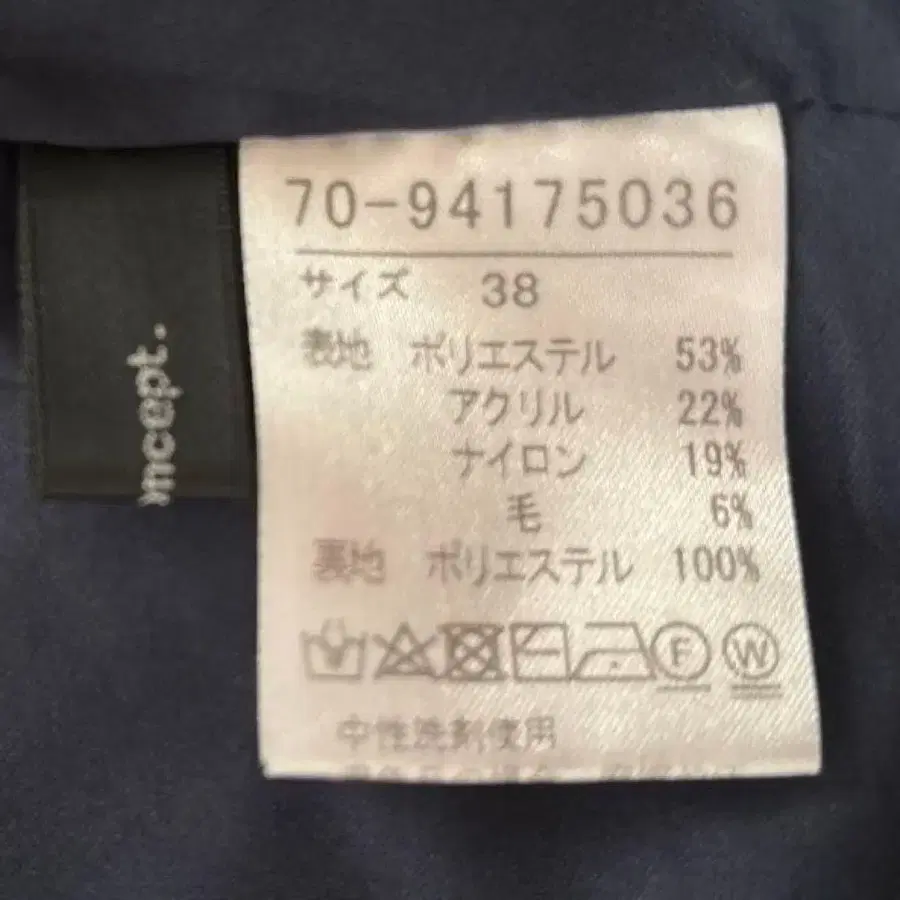 70-94175036
サイズ 38
表地 ポリエステル 53%
アクリル 22%
ナイロン 19%
毛 6%
裏地 ポリエステル 100%
F W
中性洗剤使用
ncept.